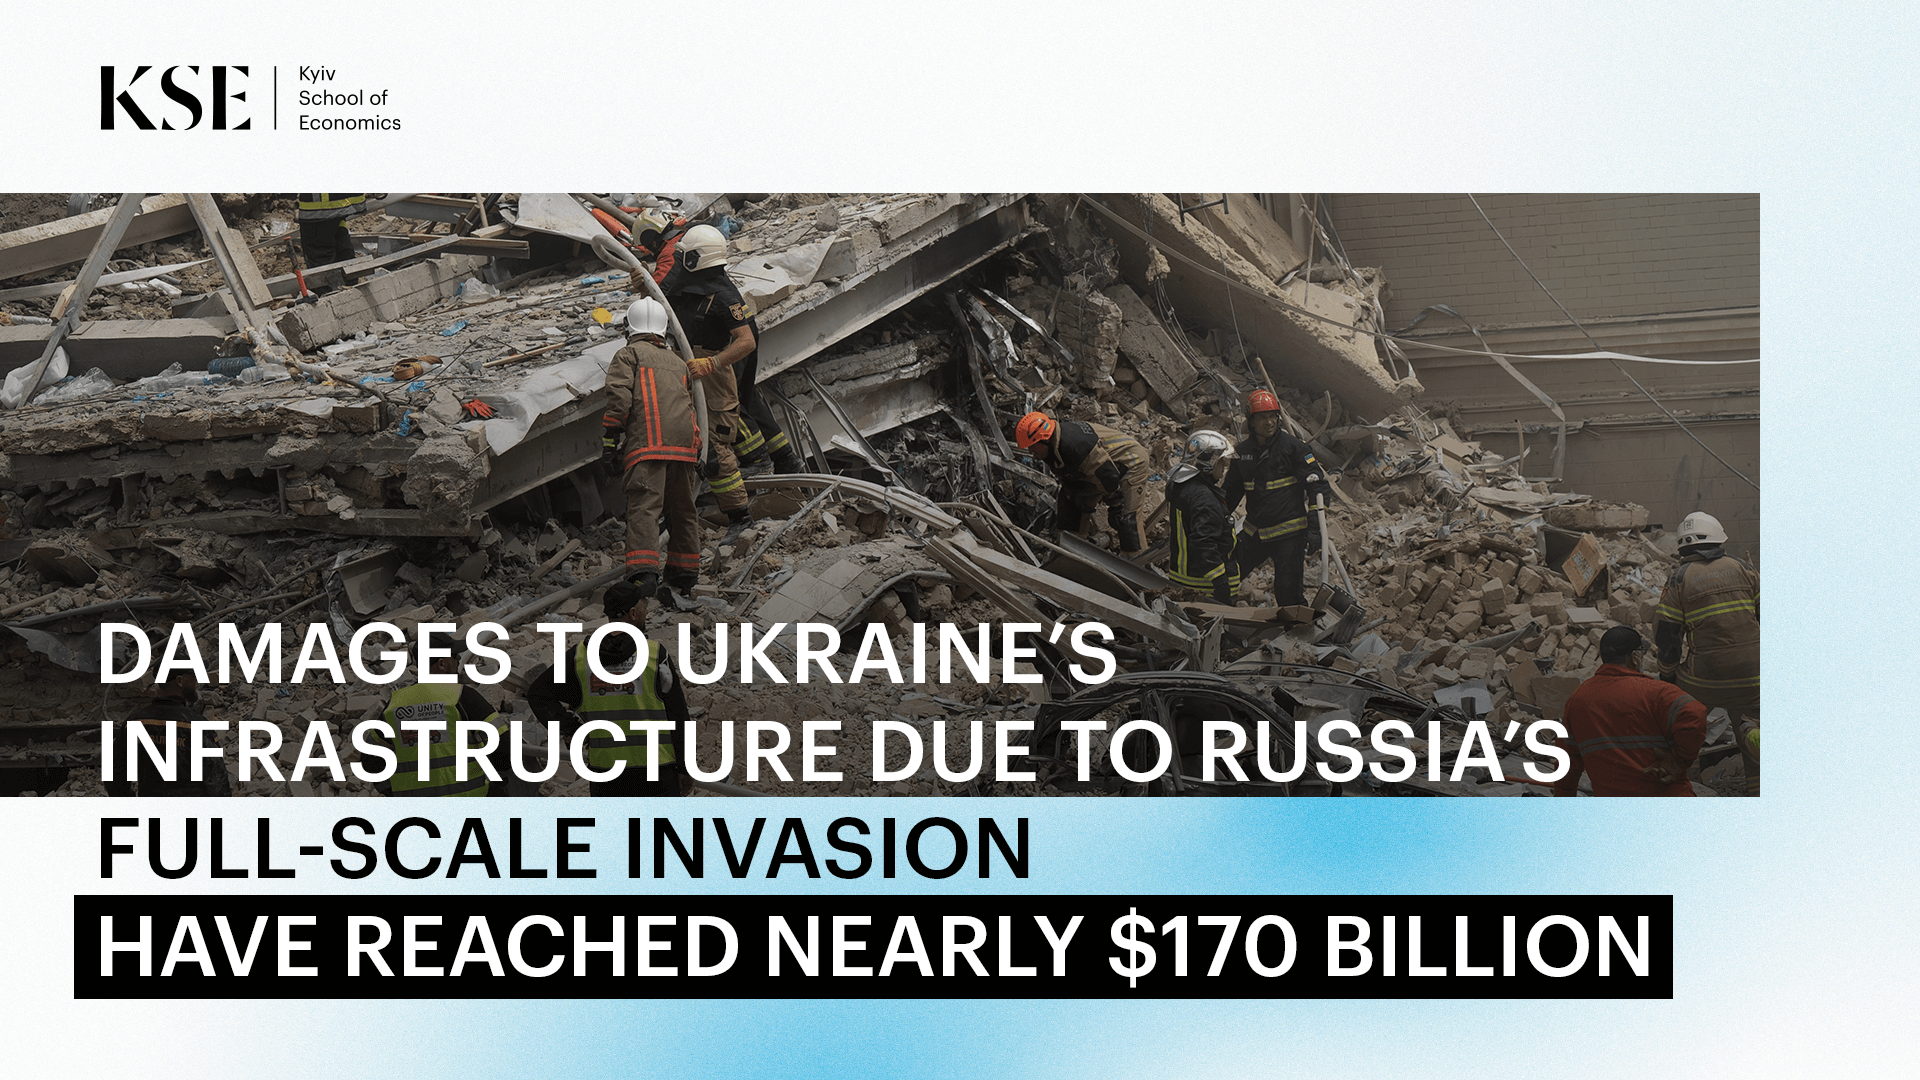 KSE
Kyiv
School of
Economics
UNITY
DAMAGES TO UKRAINE’S
INFRASTRUCTURE DUE TO RUSSIA’S
FULL-SCALE INVASION
HAVE REACHED NEARLY $170 BILLION